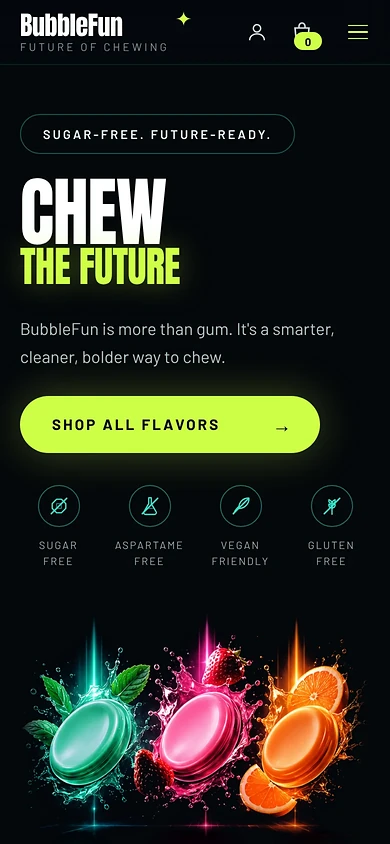 BubbleFun
FUTURE OF CHEWING
0
SUGAR-FREE. FUTURE-READY.
CHEW
THE FUTURE
BubbleFun is more than gum. It's a smarter,
cleaner, bolder way to chew.
SHOP ALL FLAVORS →
SUGAR FREE
ASPARTAME FREE
VEGAN FRIENDLY
GLUTEN FREE